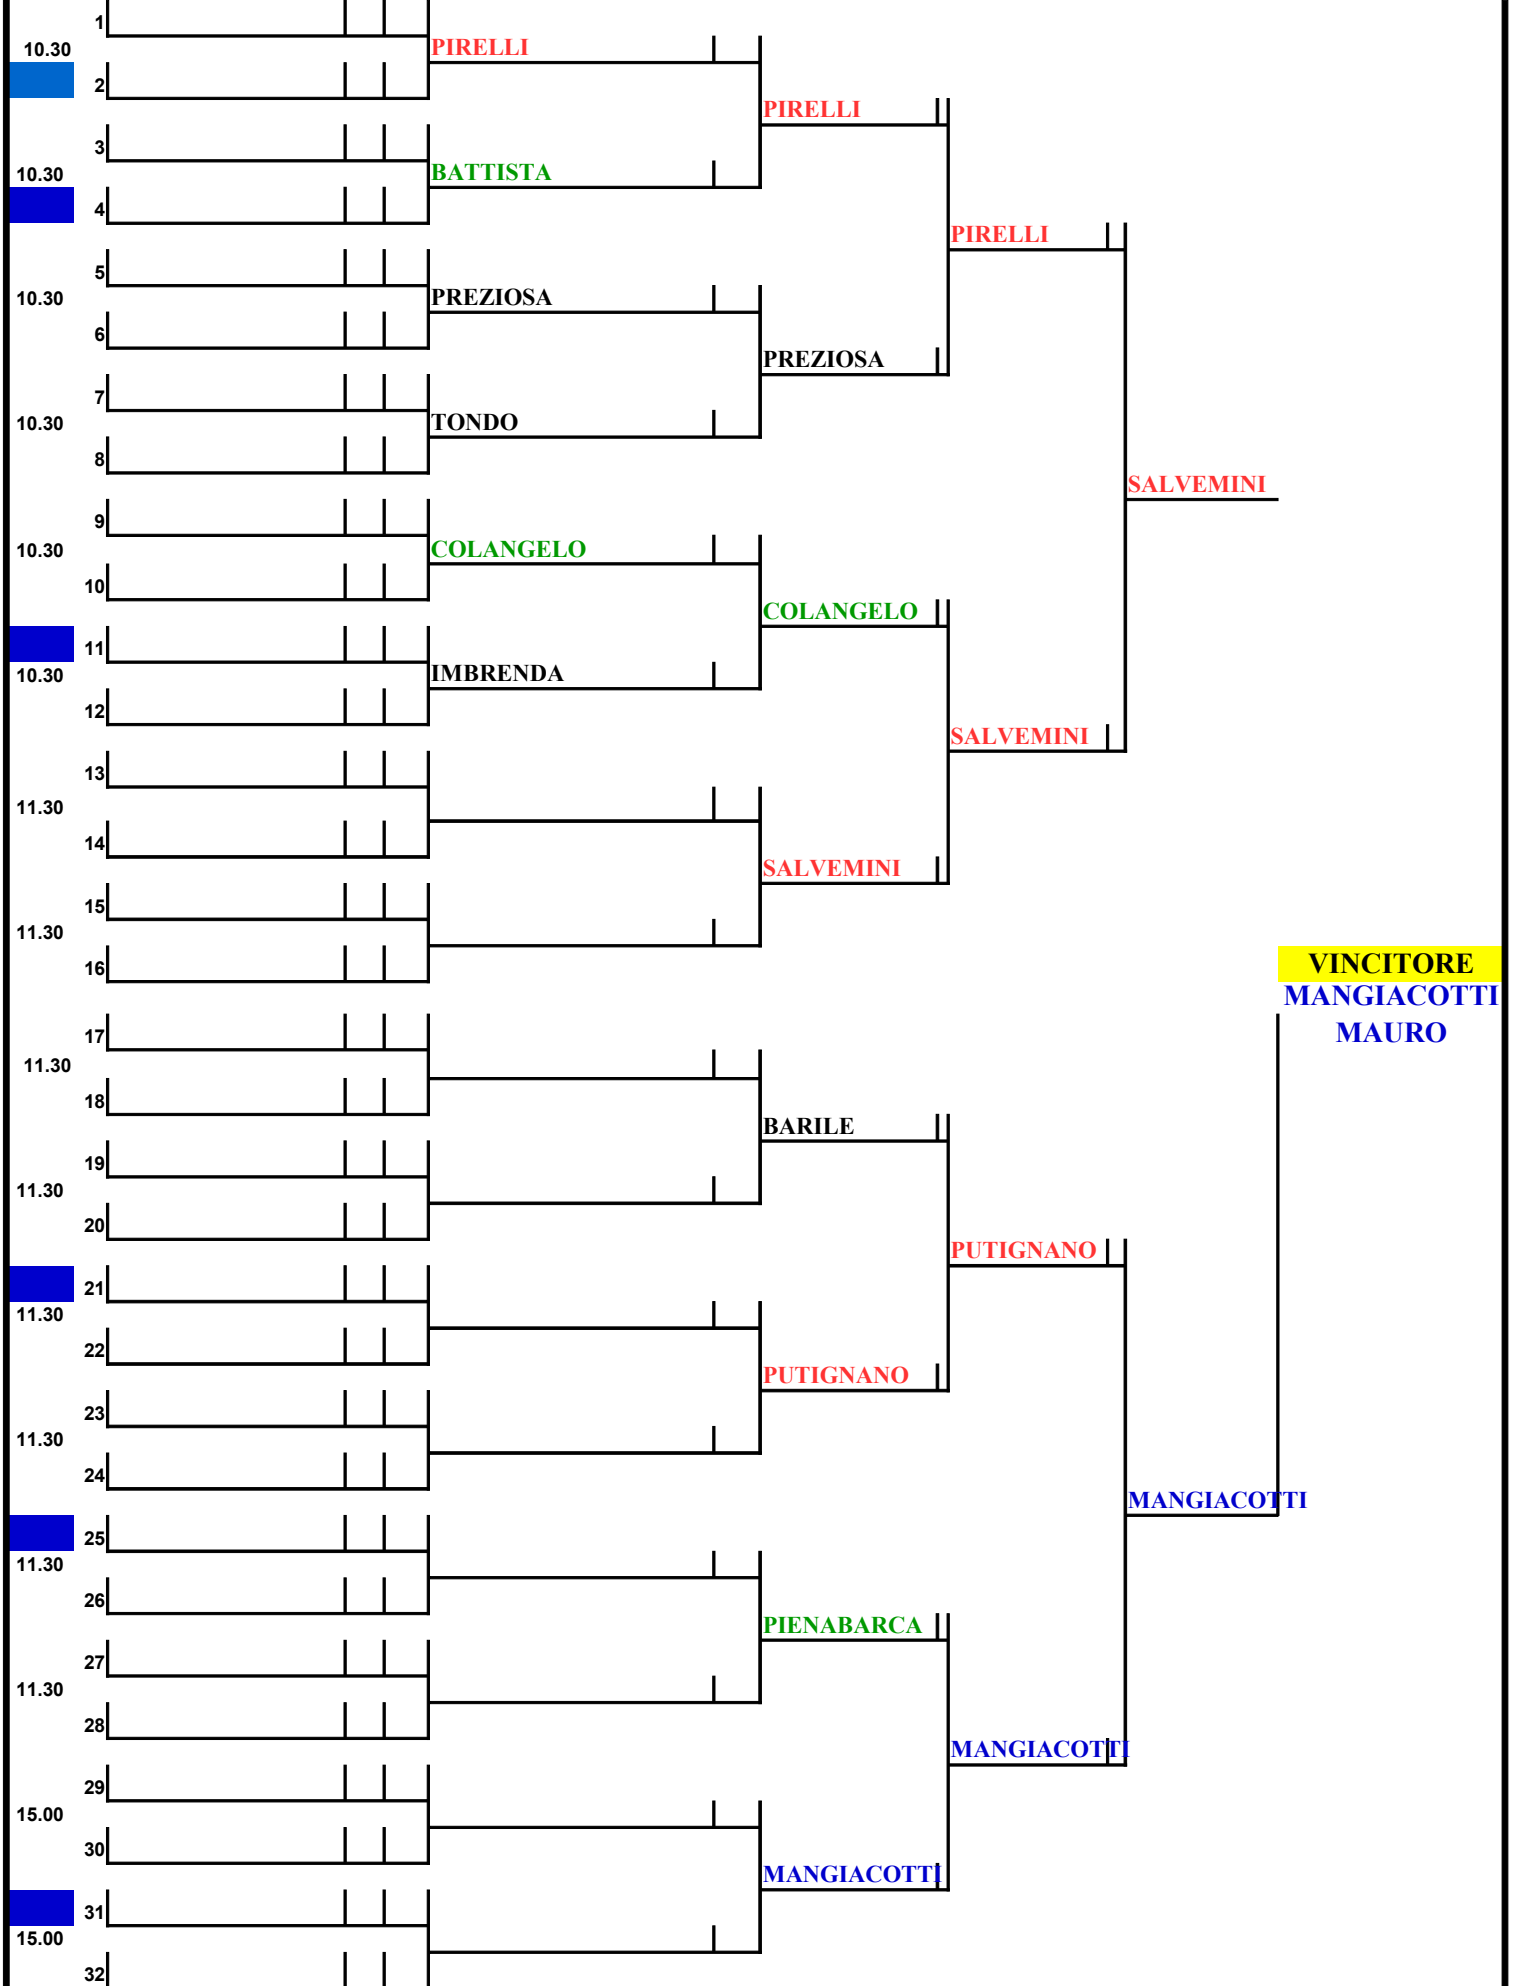 1
10.30
PIRELLI
2
PIRELLI
3
10.30
BATTISTA
4
PIRELLI
5
10.30
PREZIOSA
6
PREZIOSA
7
10.30
TONDO
8
SALVEMINI
9
10.30
COLANGELO
10
COLANGELO
11
10.30
IMBRENDA
12
SALVEMINI
13
11.30
14
SALVEMINI
15
11.30
16
VINCITORE
MANGIACOTTI
MAURO
17
11.30
18
BARILE
19
11.30
20
PUTIGNANO
21
11.30
22
PUTIGNANO
23
11.30
24
MANGIACOTTI
25
11.30
26
PIENABARCA
27
11.30
28
MANGIACOTTI
29
15.00
30
MANGIACOTTI
31
15.00
32